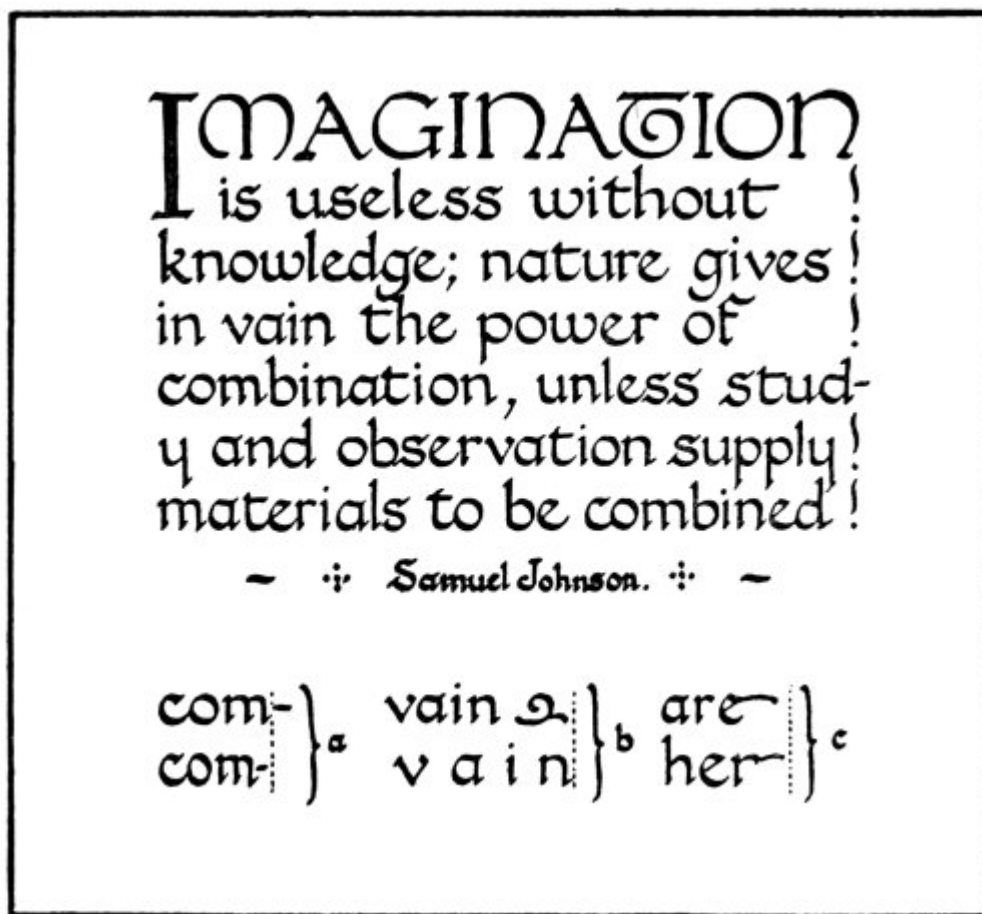 IMAGINATION
is useless without
knowledge; nature gives
in vain the power of
combination, unless stud-
y and observation supply
materials to be combined
~ Samuel Johnson. ~
com- vain are
com- a v a i n b her c